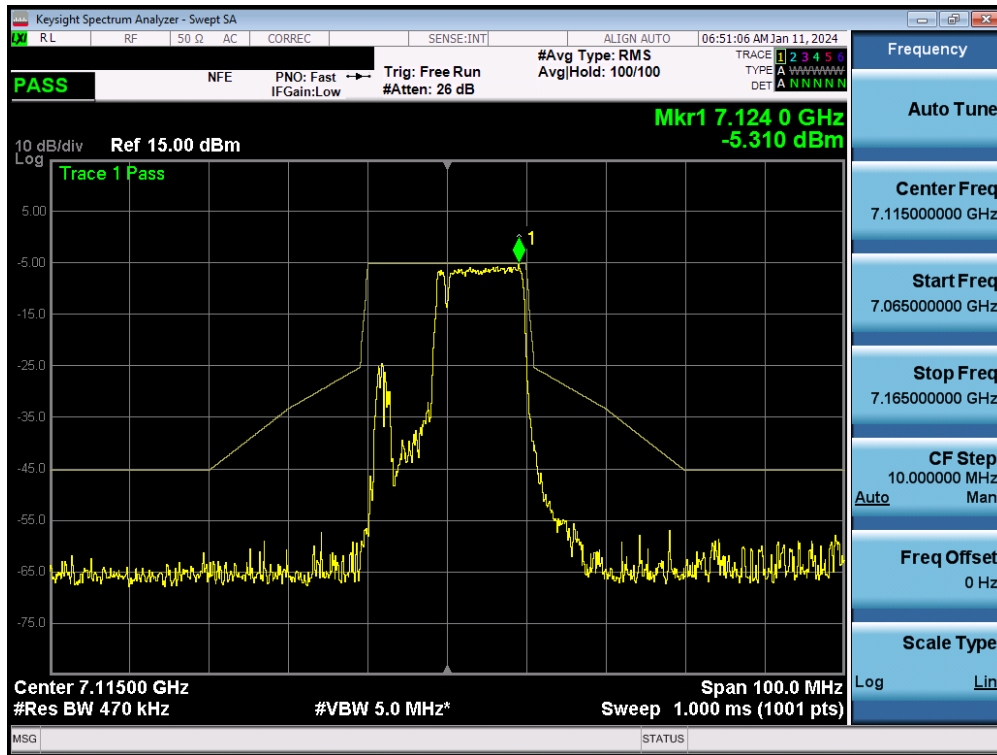 Keysight Spectrum Analyzer - Swept SA
LXI RL RF 50 Ω AC CORREC SENSE:INT ALIGN AUTO 06:51:06 AM Jan 11, 2024
PASS
NFE
PNO: Fast
IFGain:Low
Trig: Free Run
#Atten: 26 dB
#Avg Type: RMS
Avg|Hold: 100/100
TRACE 1 2 3 4 5 6
TYPE A WWWWW
DET A N N N N N
Mkr1 7.124 0 GHz
-5.310 dBm
10 dB/div
Log
Ref 15.00 dBm
Trace 1 Pass
1
5.00
-5.00
-15.0
-25.0
-35.0
-45.0
-55.0
-65.0
-75.0
Center 7.11500 GHz
Span 100.0 MHz
#Res BW 470 kHz
#VBW 5.0 MHz*
Sweep 1.000 ms (1001 pts)
MSG
STATUS
Frequency
Auto Tune
Center Freq
7.115000000 GHz
Start Freq
7.065000000 GHz
Stop Freq
7.165000000 GHz
CF Step
10.000000 MHz
Auto Man
Freq Offset
0 Hz
Scale Type
Log Lin